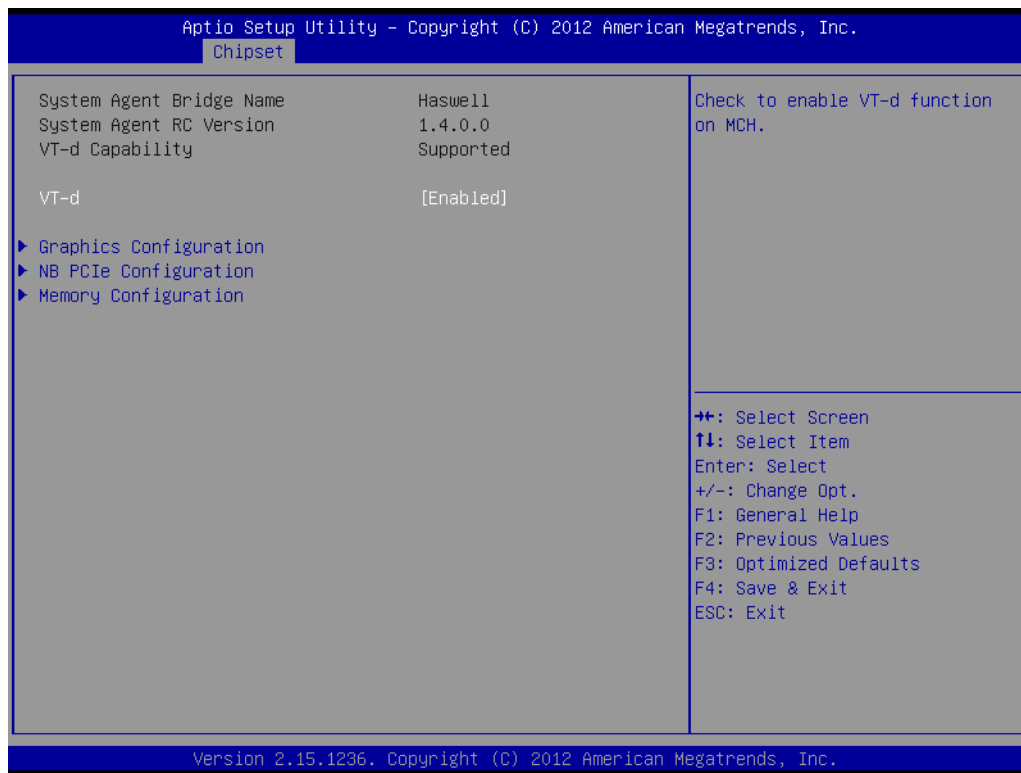 Aptio Setup Utility – Copyright (C) 2012 American Megatrends, Inc.
Chipset
System Agent Bridge Name Haswell
System Agent RC Version 1.4.0.0
VT-d Capability Supported
VT-d [Enabled]
Graphics Configuration
NB PCIe Configuration
Memory Configuration
Check to enable VT-d function
on MCH.
→←: Select Screen
↑↓: Select Item
Enter: Select
+/-: Change Opt.
F1: General Help
F2: Previous Values
F3: Optimized Defaults
F4: Save & Exit
ESC: Exit
Version 2.15.1236. Copyright (C) 2012 American Megatrends, Inc.